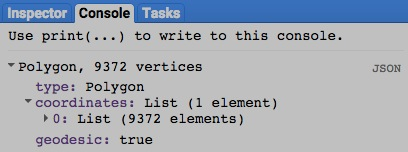 Inspector Console Tasks
Use print(...) to write to this console.
Polygon, 9372 vertices JSON
type: Polygon
coordinates: List (1 element)
0: List (9372 elements)
geodesic: true